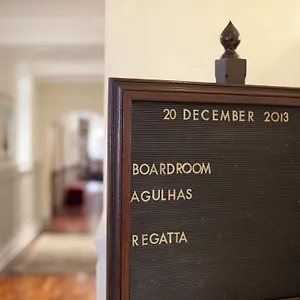 20 DECEMBER 2013
BOARDROOM
AGULHAS
REGATTA